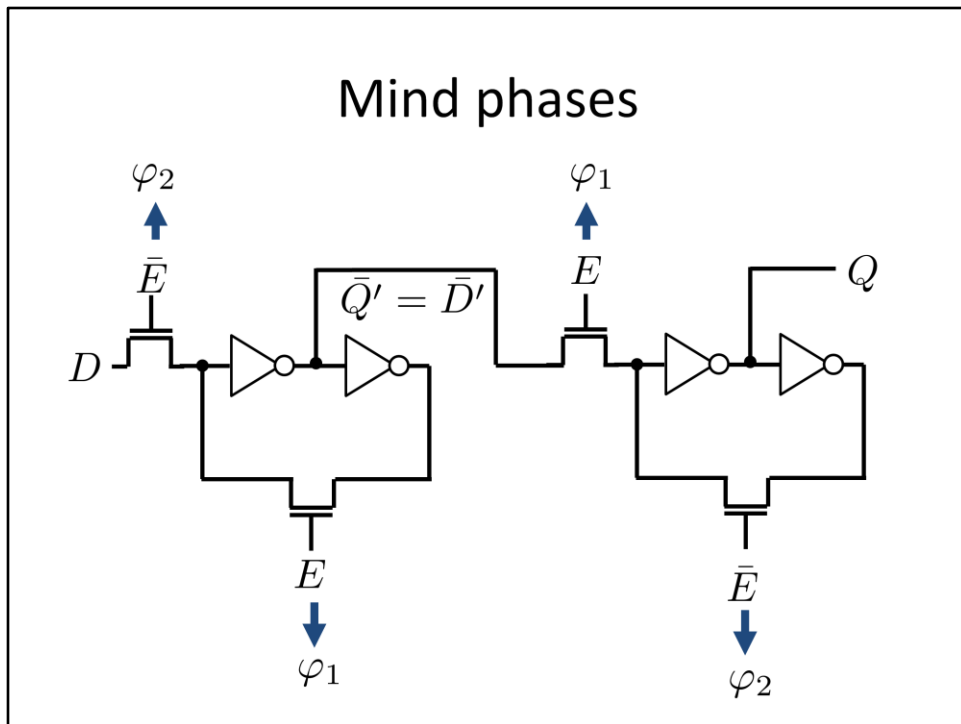 Mind phases
φ₂ φ₁
Ē E
Q̄′ = D̄′ Q
D
E Ē
φ₁ φ₂